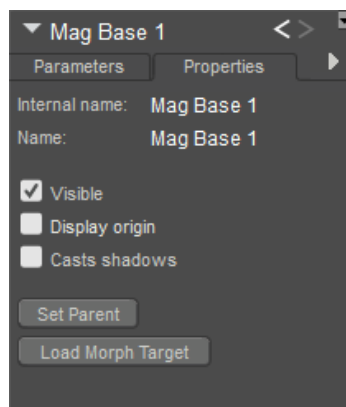 Mag Base 1
Parameters Properties
Internal name: Mag Base 1
Name: Mag Base 1
Visible
Display origin
Casts shadows
Set Parent
Load Morph Target